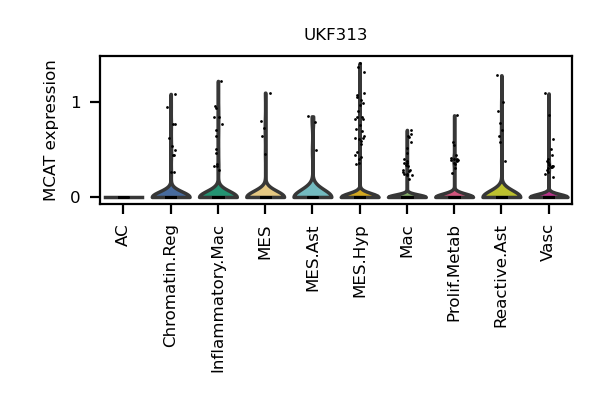 UKF313
MCAT expression
1
0
AC
Chromatin.Reg
Inflammatory.Mac
MES
MES.Ast
MES.Hyp
Mac
Prolif.Metab
Reactive.Ast
Vasc